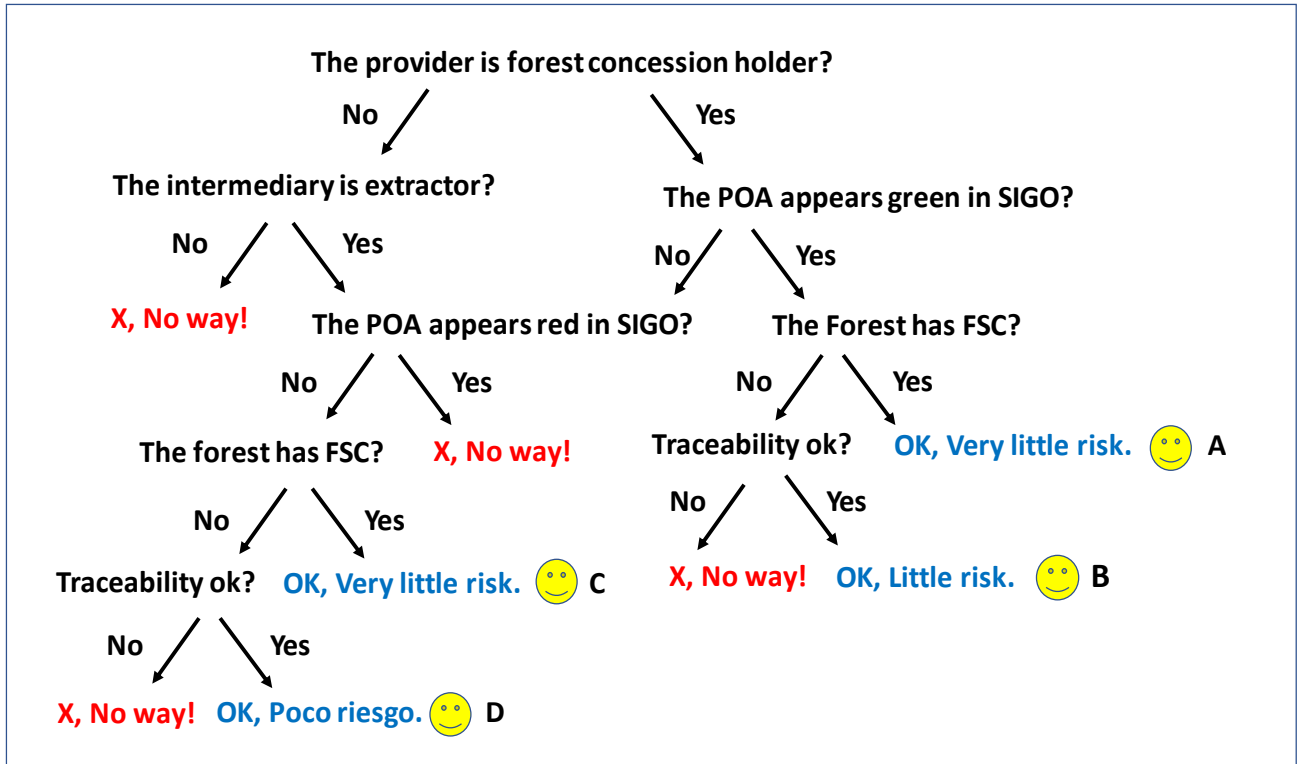 The provider is forest concession holder?
No
Yes
The intermediary is extractor?
The POA appears green in SIGO?
No
Yes
No
Yes
X, No way!
The POA appears red in SIGO?
The Forest has FSC?
No
Yes
No
Yes
The forest has FSC?
X, No way!
Traceability ok?
OK, Very little risk.
A
No
Yes
No
Yes
Traceability ok?
OK, Very little risk.
C
X, No way!
OK, Little risk.
B
No
Yes
X, No way!
OK, Poco riesgo.
D